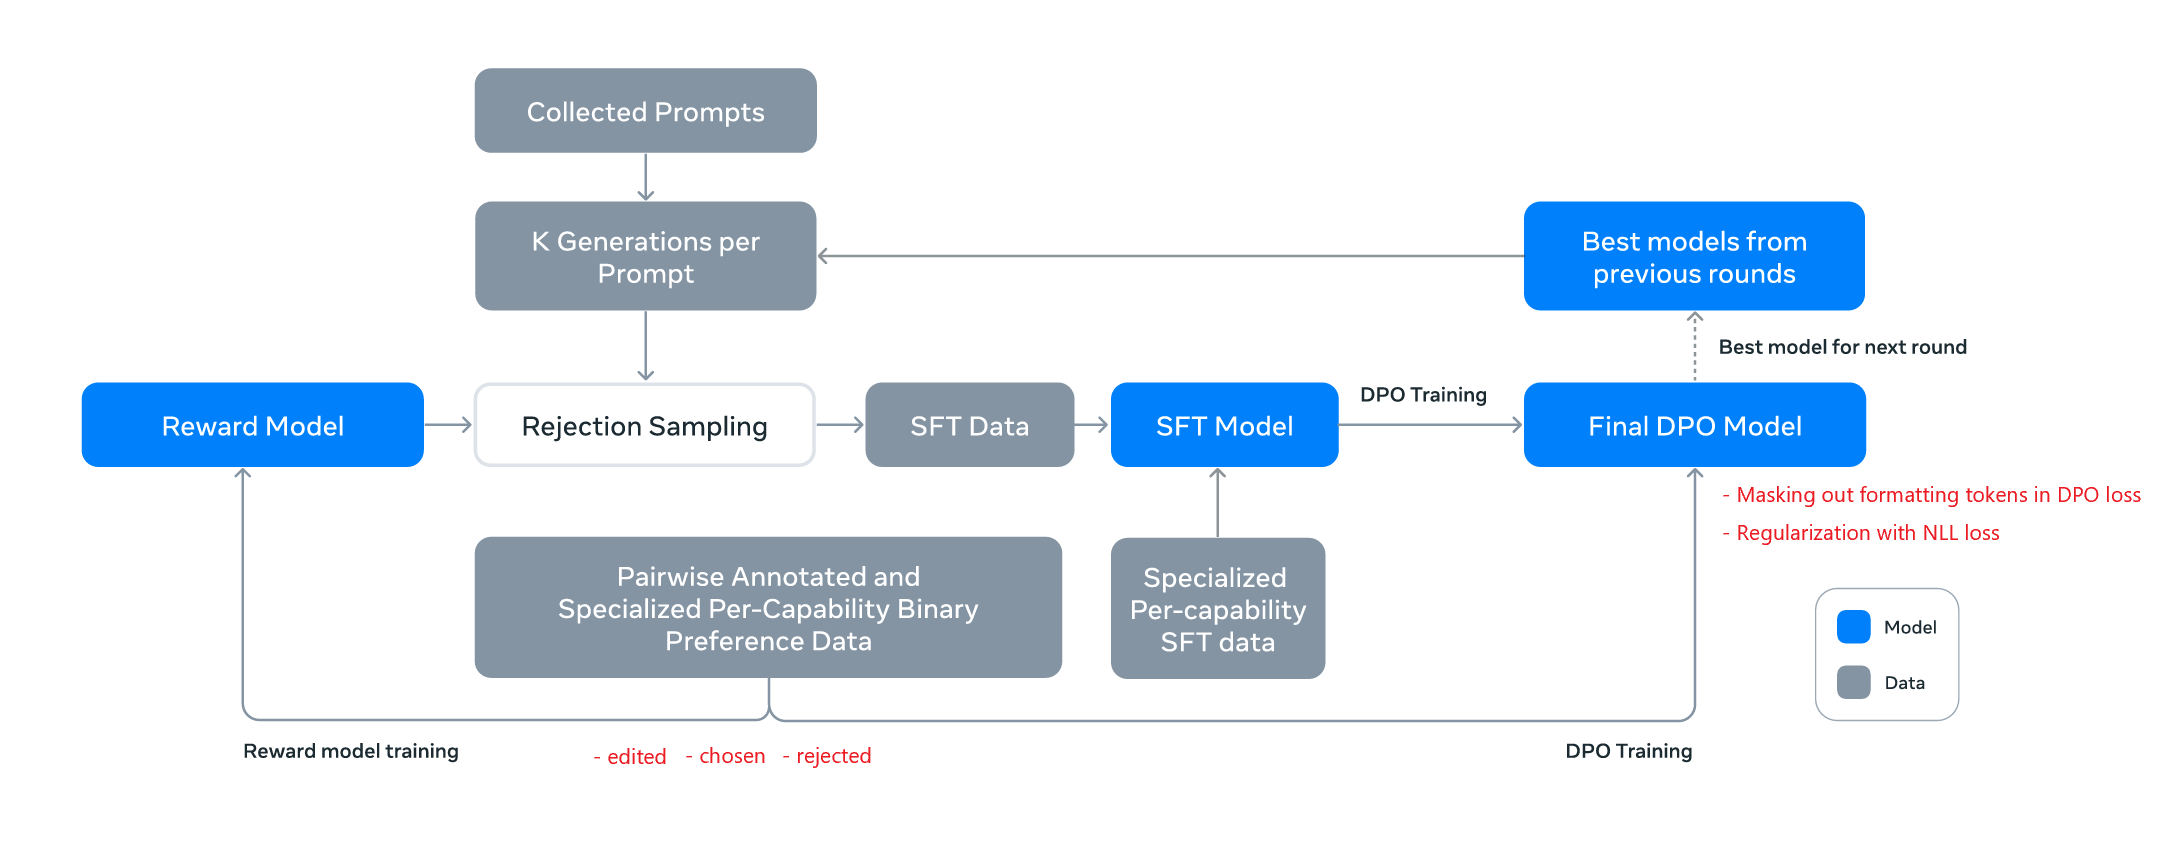 Collected Prompts
K Generations per
Prompt
Best models from
previous rounds
Best model for next round
Reward Model
Rejection Sampling
SFT Data
SFT Model
DPO Training
Final DPO Model
- Masking out formatting tokens in DPO loss
- Regularization with NLL loss
Pairwise Annotated and
Specialized Per-Capability Binary
Preference Data
Specialized
Per-capability
SFT data
Model
Data
Reward model training
- edited - chosen - rejected
DPO Training